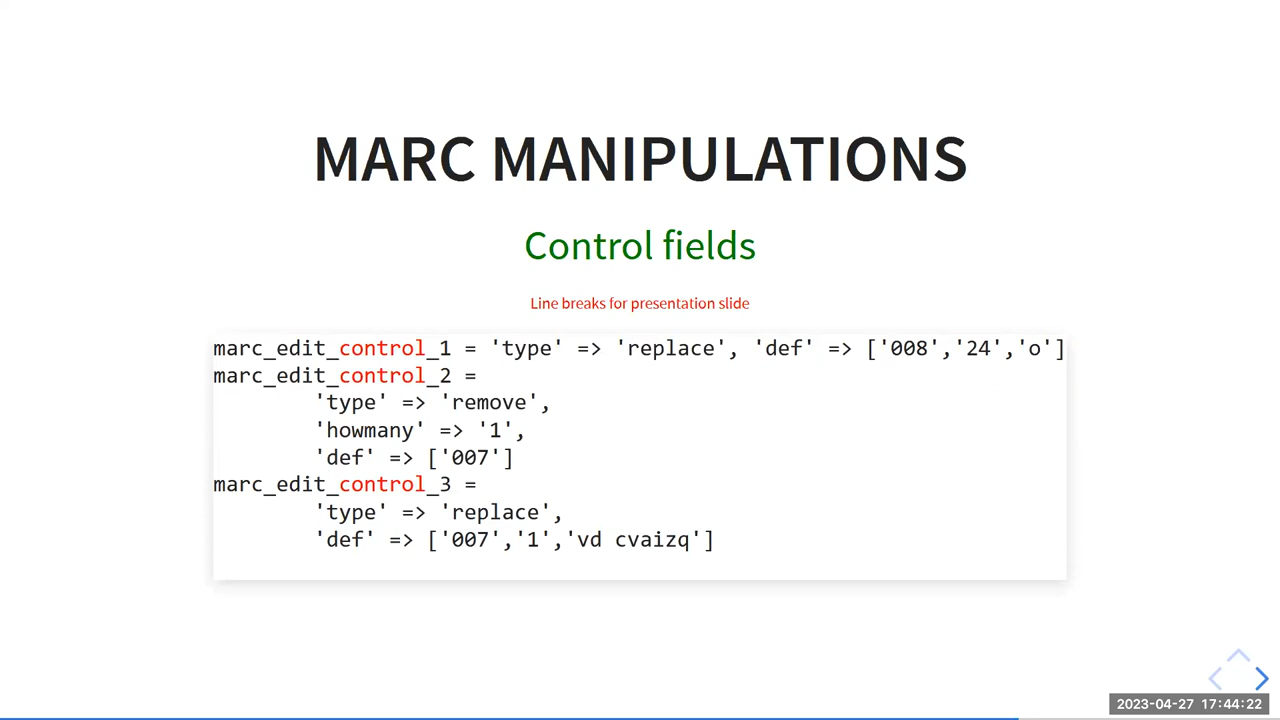 MARC MANIPULATIONS
Control fields
Line breaks for presentation slide
marc_edit_control_1 = 'type' => 'replace', 'def' => ['008','24','o']
marc_edit_control_2 =
        'type' => 'remove',
        'howmany' => '1',
        'def' => ['007']
marc_edit_control_3 =
        'type' => 'replace',
        'def' => ['007','1','vd cvaizq']
2023-04-27 17:44:22